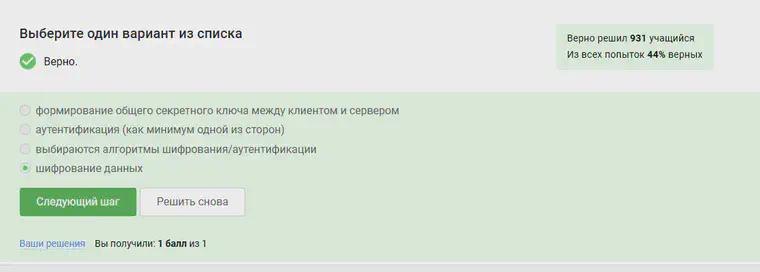 Выберите один вариант из списка
Верно решил 931 учащийся
Из всех попыток 44% верных
Верно.
формирование общего секретного ключа между клиентом и сервером
аутентификация (как минимум одной из сторон)
выбираются алгоритмы шифрования/аутентификации
шифрование данных
Следующий шаг
Решить снова
Ваши решения Вы получили: 1 балл из 1